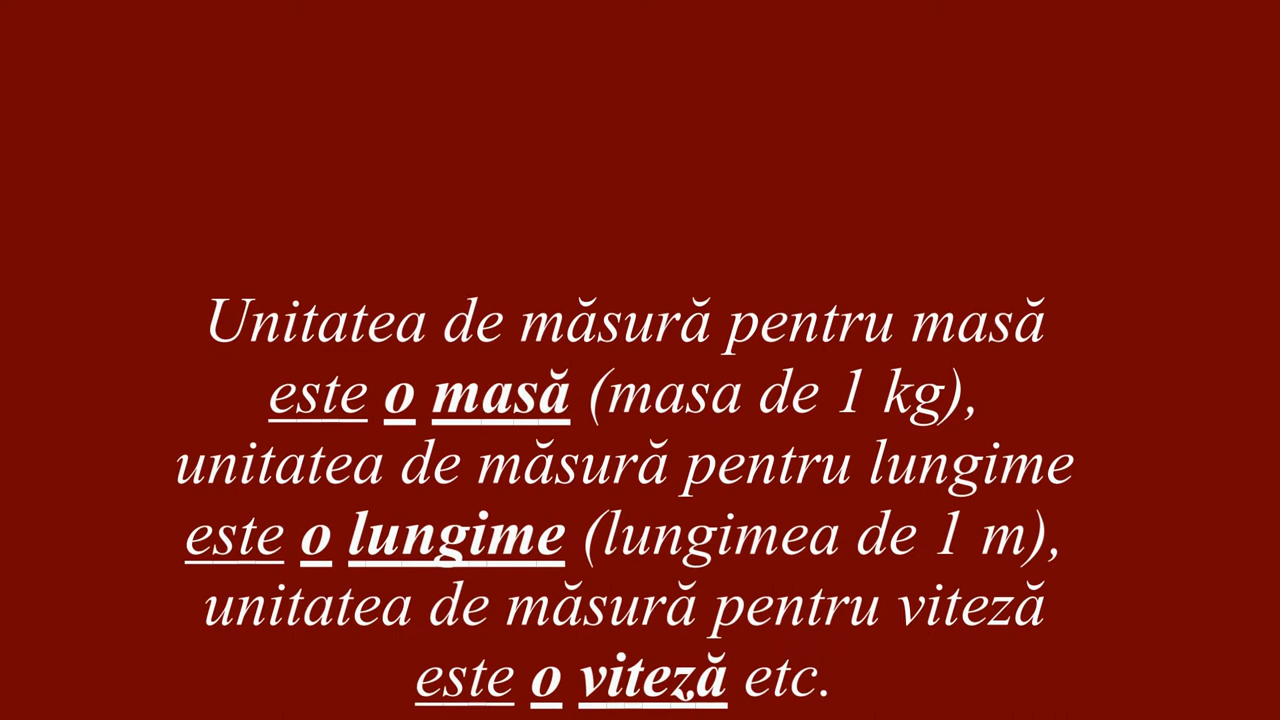 Unitatea de măsură pentru masă
este o masă (masa de 1 kg),
unitatea de măsură pentru lungime
este o lungime (lungimea de 1 m),
unitatea de măsură pentru viteză
este o viteză etc.